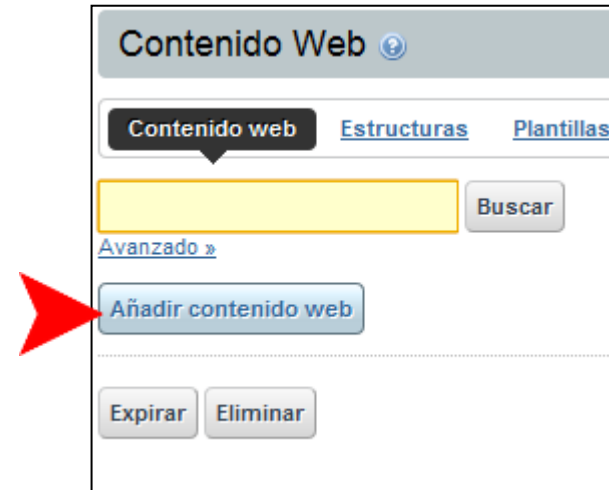 Contenido Web
Contenido web Estructuras Plantillas
Buscar
Avanzado »
Añadir contenido web
Expirar Eliminar